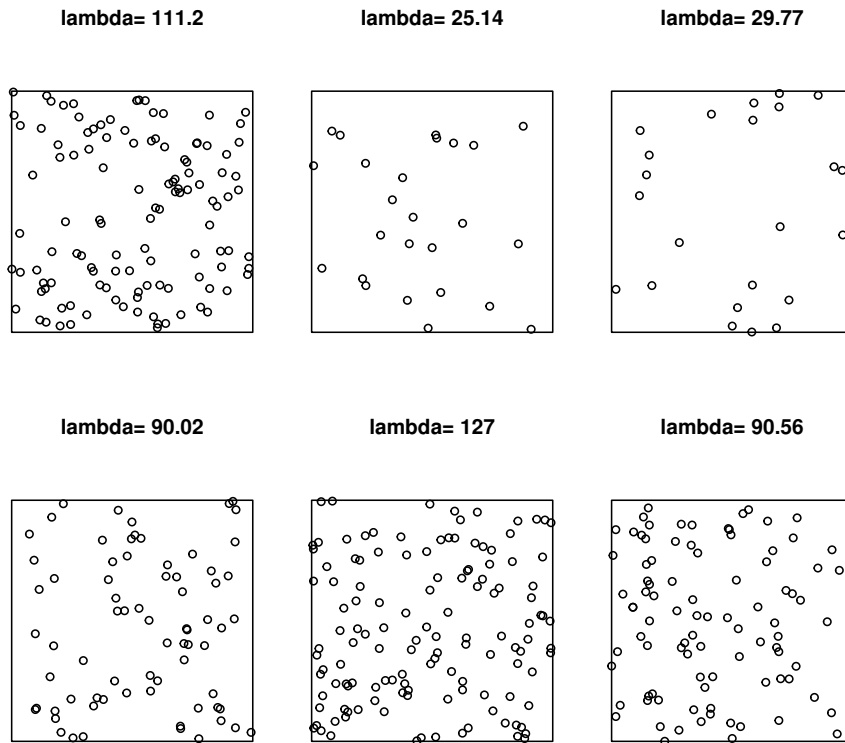 lambda= 111.2
lambda= 25.14
lambda= 29.77
lambda= 90.02
lambda= 127
lambda= 90.56